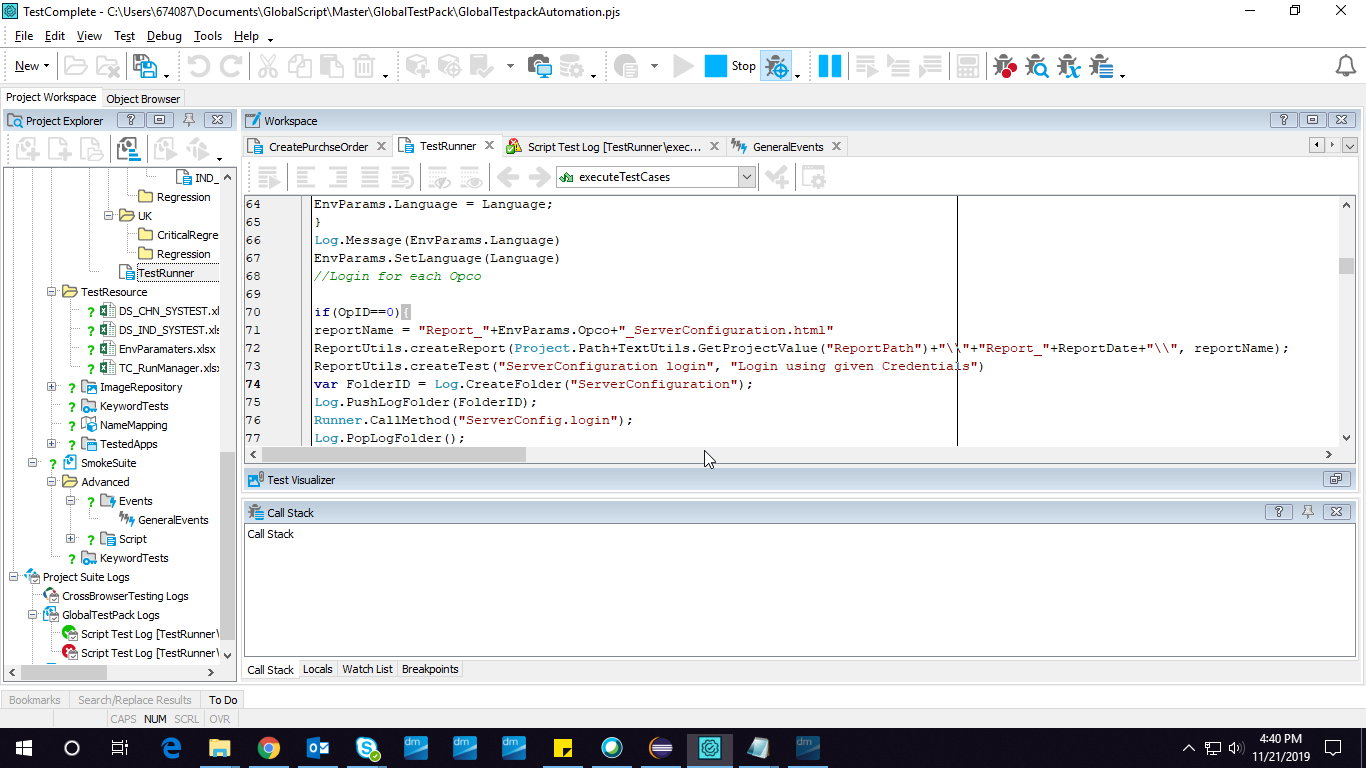 TestComplete - C:\Users\674087\Documents\GlobalScript\Master\GlobalTestPack\GlobalTestpackAutomation.pjs
File Edit View Test Debug Tools Help
New Stop
Project Workspace Object Browser
Project Explorer
IND_
Regression
UK
CriticalRegre
Regression
TestRunner
TestResource
DS_CHN_SYSTEST.xl
DS_IND_SYSTEST.xl
EnvParamaters.xlsx
TC_RunManager.xlsx
ImageRepository
KeywordTests
NameMapping
TestedApps
SmokeSuite
Advanced
Events
GeneralEvents
Script
KeywordTests
Project Suite Logs
CrossBrowserTesting Logs
GlobalTestPack Logs
Script Test Log [TestRunner\
Script Test Log [TestRunner\
Workspace
CreatePurchseOrder TestRunner Script Test Log [TestRunner\exec... GeneralEvents
executeTestCases
64 EnvParams.Language = Language;
65 }
66 Log.Message(EnvParams.Language)
67 EnvParams.SetLanguage(Language)
68 //Login for each Opco
69
70 if(OpID==0){
71 reportName = "Report_"+EnvParams.Opco+"_ServerConfiguration.html"
72 ReportUtils.createReport(Project.Path+TextUtils.GetProjectValue("ReportPath")+"\\"+"Report_"+ReportDate+"\\", reportName);
73 ReportUtils.createTest("ServerConfiguration login", "Login using given Credentials")
74 var FolderID = Log.CreateFolder("ServerConfiguration");
75 Log.PushLogFolder(FolderID);
76 Runner.CallMethod("ServerConfig.login");
77 Log.PopLogFolder();
Test Visualizer
Call Stack
Call Stack
Call Stack Locals Watch List Breakpoints
Bookmarks Search/Replace Results To Do
CAPS NUM SCRL OVR
dm dm dm dm
4:40 PM
11/21/2019